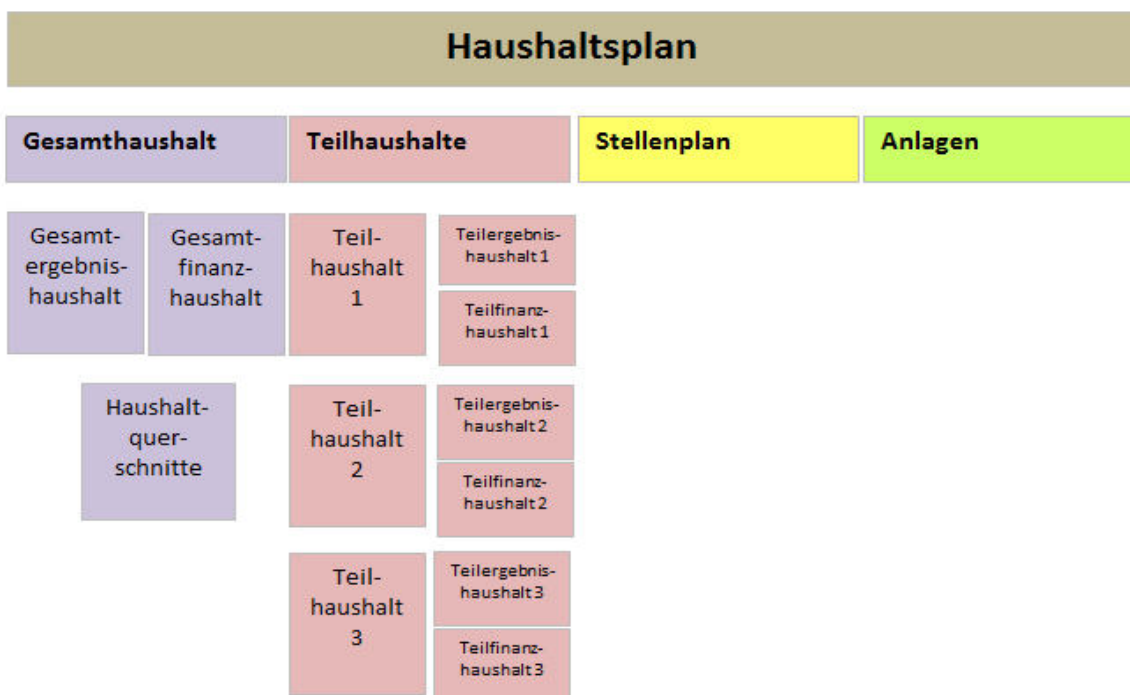 Haushaltsplan
Gesamthaushalt
Teilhaushalte
Stellenplan
Anlagen
Gesamt-
ergebnis-
haushalt
Gesamt-
finanz-
haushalt
Haushalt-
quer-
schnitte
Teil-
haushalt
1
Teilergebnis-
haushalt 1
Teilfinanz-
haushalt 1
Teil-
haushalt
2
Teilergebnis-
haushalt 2
Teilfinanz-
haushalt 2
Teil-
haushalt
3
Teilergebnis-
haushalt 3
Teilfinanz-
haushalt 3